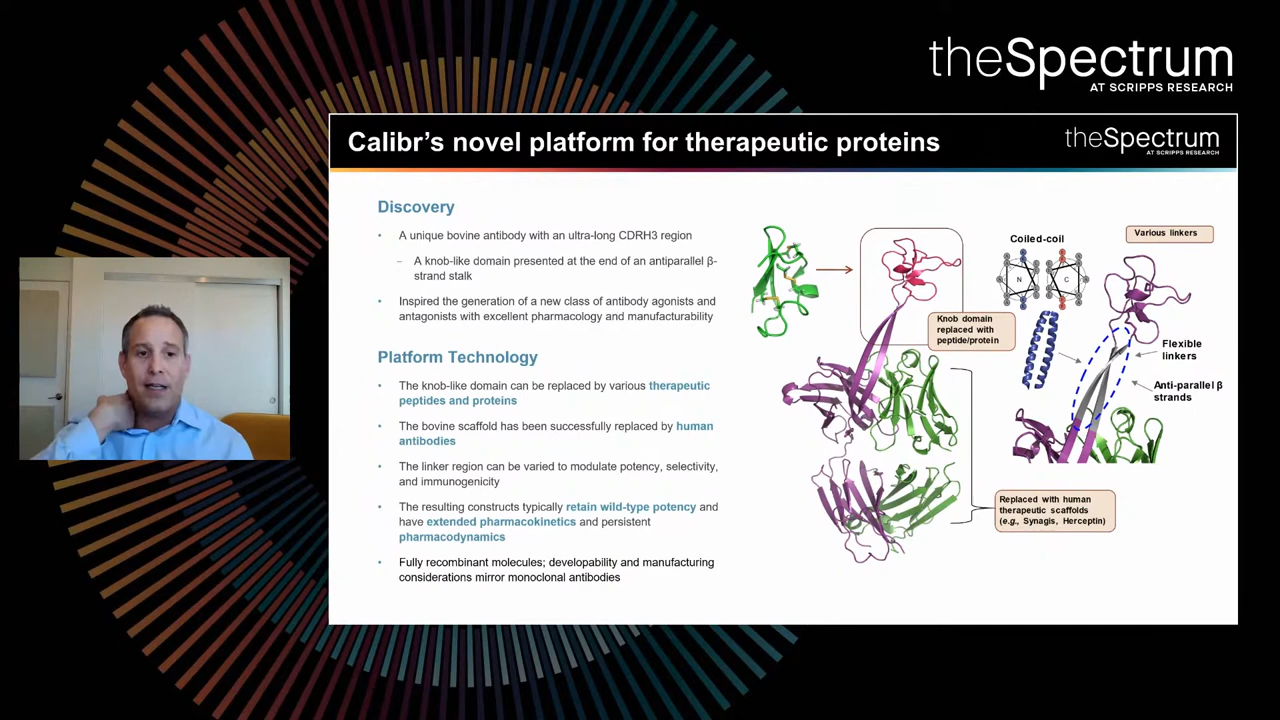 theSpectrum
AT SCRIPPS RESEARCH
Calibr's novel platform for therapeutic proteins
theSpectrum
AT SCRIPPS RESEARCH
Discovery
• A unique bovine antibody with an ultra-long CDRH3 region
– A knob-like domain presented at the end of an antiparallel β-
strand stalk
• Inspired the generation of a new class of antibody agonists and
antagonists with excellent pharmacology and manufacturability
Platform Technology
• The knob-like domain can be replaced by various therapeutic
peptides and proteins
• The bovine scaffold has been successfully replaced by human
antibodies
• The linker region can be varied to modulate potency, selectivity,
and immunogenicity
• The resulting constructs typically retain wild-type potency and
have extended pharmacokinetics and persistent
pharmacodynamics
• Fully recombinant molecules; developability and manufacturing
considerations mirror monoclonal antibodies
Knob domain
replaced with
peptide/protein
Coiled-coil
N
C
Various linkers
Flexible
linkers
Anti-parallel β
strands
Replaced with human
therapeutic scaffolds
(e.g., Synagis, Herceptin)